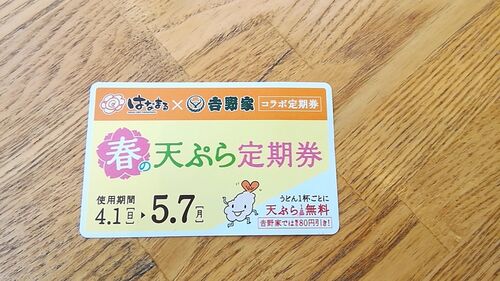 はなまる×吉野家 コラボ定期券
春の天ぷら定期券
使用期間
4.1[日]▶5.7[月]
うどん1杯ごとに
天ぷら1品無料
吉野家では毎回80円引き!